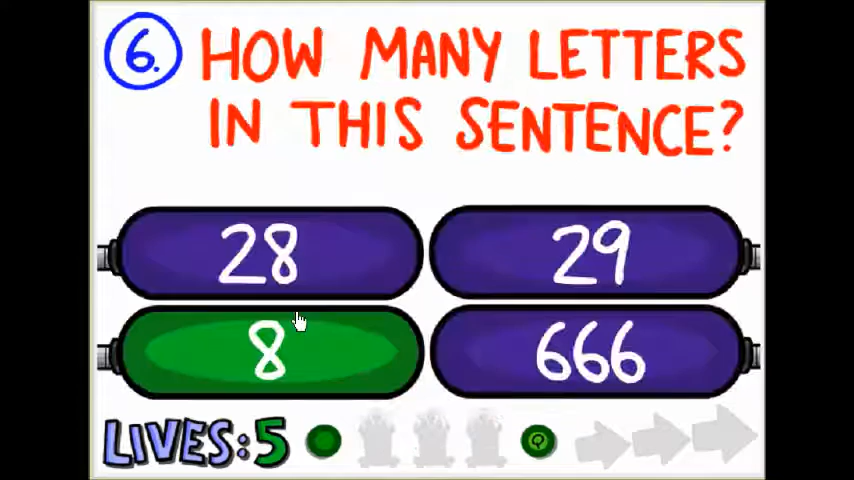 6. HOW MANY LETTERS
IN THIS SENTENCE?
28
29
8
666
LIVES:5